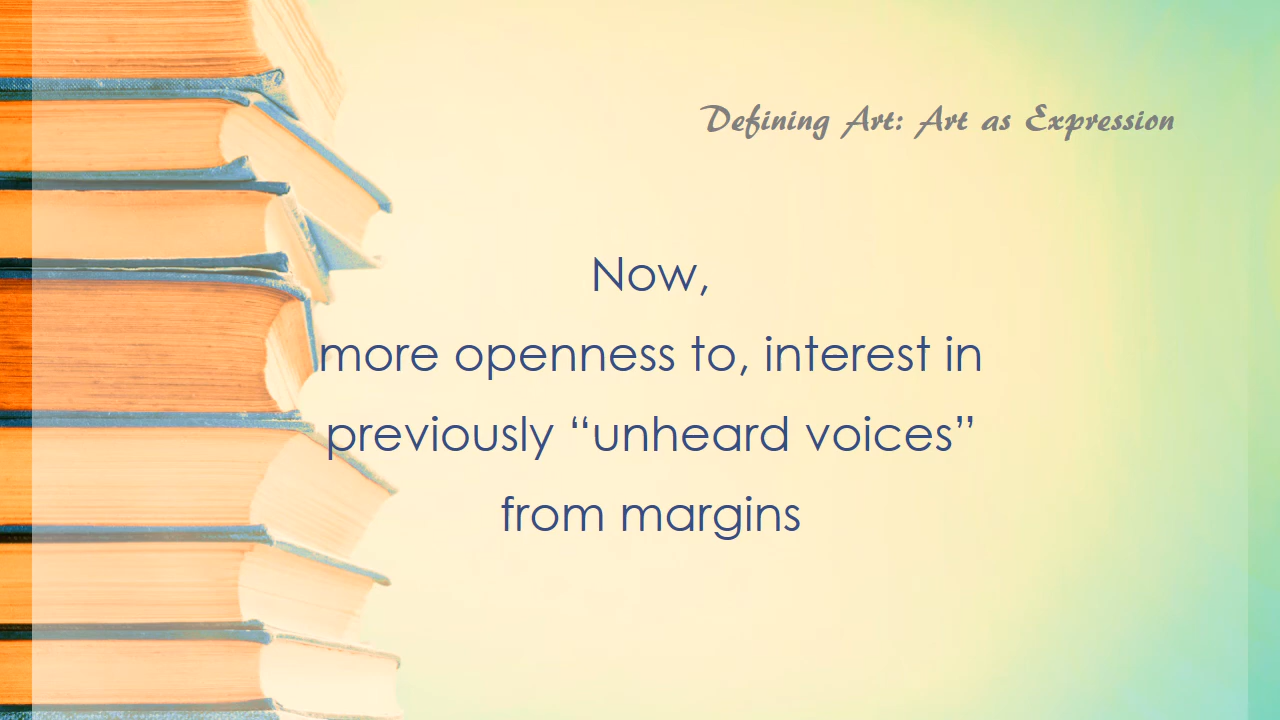 Defining Art: Art as Expression
Now,
more openness to, interest in
previously “unheard voices”
from margins